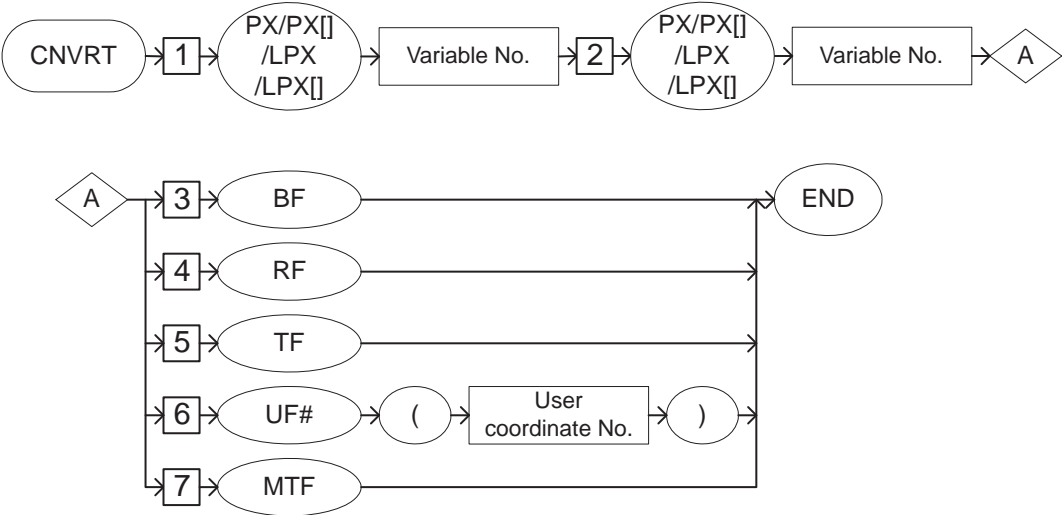 CNVRT
1
PX/PX[]
/LPX
/LPX[]
Variable No.
2
PX/PX[]
/LPX
/LPX[]
Variable No.
A
A
3
BF
END
4
RF
5
TF
6
UF#
(
User
coordinate No.
)
7
MTF